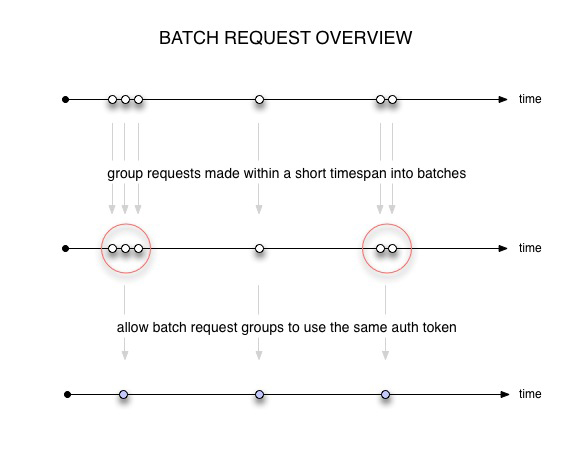 BATCH REQUEST OVERVIEW
time
group requests made within a short timespan into batches
time
allow batch request groups to use the same auth token
time